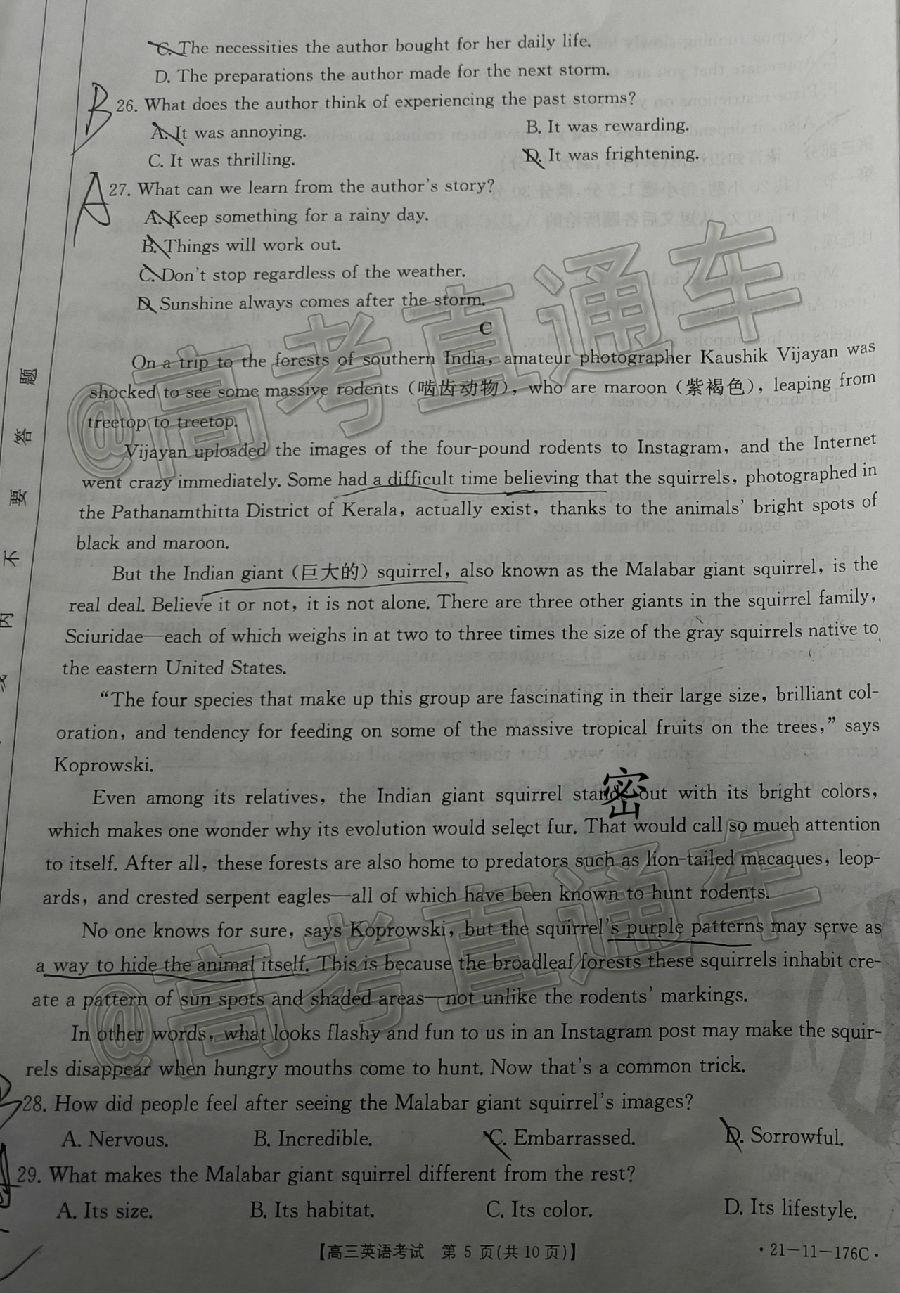 C. The necessities the author bought for her daily life.
D. The preparations the author made for the next storm.
B
26. What does the author think of experiencing the past storms?
A. It was annoying. B. It was rewarding.
C. It was thrilling. D. It was frightening.
A
27. What can we learn from the author's story?
A. Keep something for a rainy day.
B. Things will work out.
C. Don't stop regardless of the weather.
D. Sunshine always comes after the storm.
C
On a trip to the forests of southern India, amateur photographer Kaushik Vijayan was
shocked to see some massive rodents (啮齿动物), who are maroon (紫褐色), leaping from
treetop to treetop.
Vijayan uploaded the images of the four-pound rodents to Instagram, and the Internet
went crazy immediately. Some had a difficult time believing that the squirrels, photographed in
the Pathanamthitta District of Kerala, actually exist, thanks to the animals' bright spots of
black and maroon.
But the Indian giant (巨大的) squirrel, also known as the Malabar giant squirrel, is the
real deal. Believe it or not, it is not alone. There are three other giants in the squirrel family,
Sciuridae—each of which weighs in at two to three times the size of the gray squirrels native to
the eastern United States.
"The four species that make up this group are fascinating in their large size, brilliant col-
oration, and tendency for feeding on some of the massive tropical fruits on the trees," says
Koprowski.
Even among its relatives, the Indian giant squirrel stands out with its bright colors,
which makes one wonder why its evolution would select fur. That would call so much attention
to itself. After all, these forests are also home to predators such as lion-tailed macaques, leop-
ards, and crested serpent eagles—all of which have been known to hunt rodents.
No one knows for sure, says Koprowski, but the squirrel's purple patterns may serve as
a way to hide the animal itself. This is because the broadleaf forests these squirrels inhabit cre-
ate a pattern of sun spots and shaded areas—not unlike the rodents' markings.
In other words, what looks flashy and fun to us in an Instagram post may make the squir-
rels disappear when hungry mouths come to hunt. Now that's a common trick.
28. How did people feel after seeing the Malabar giant squirrel's images?
A. Nervous. B. Incredible. C. Embarrassed. D. Sorrowful.
29. What makes the Malabar giant squirrel different from the rest?
A. Its size. B. Its habitat. C. Its color. D. Its lifestyle.
【高三英语考试 第 5 页(共 10 页)】
·21-11-176C·
密
题
答
要
不
内
@高考直通车
@高考直通车